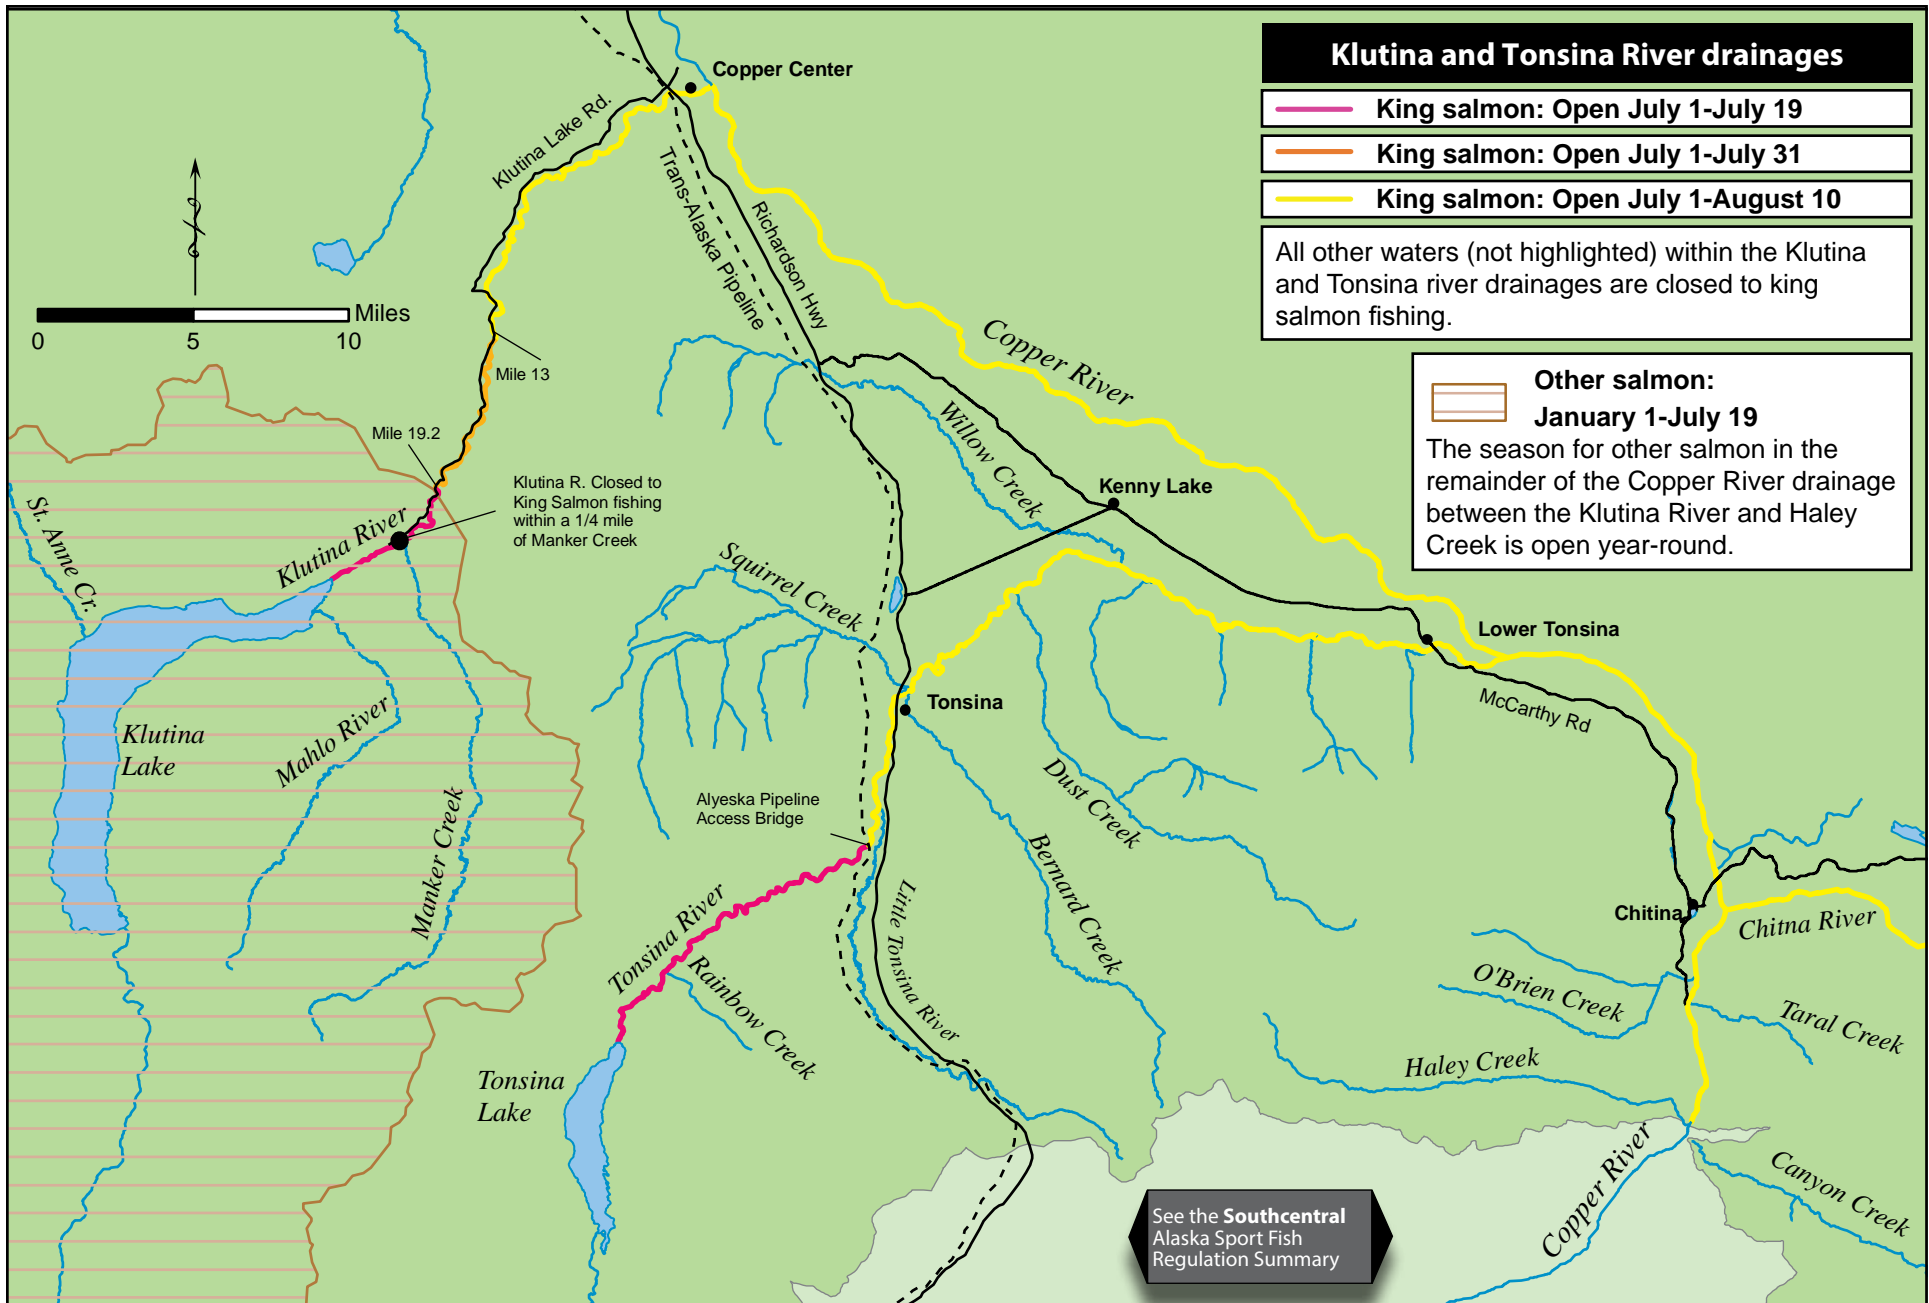 Klutina and Tonsina River drainages
King salmon: Open July 1-July 19
King salmon: Open July 1-July 31
King salmon: Open July 1-August 10
All other waters (not highlighted) within the Klutina
and Tonsina river drainages are closed to king
salmon fishing.
Other salmon:
January 1-July 19
The season for other salmon in the
remainder of the Copper River drainage
between the Klutina River and Haley
Creek is open year-round.
Copper Center
Klutina Lake Rd.
Trans-Alaska Pipeline
Richardson Hwy
Miles
0 5 10
Copper River
Mile 13
Mile 19.2
Willow Creek
Klutina R. Closed to
King Salmon fishing
within a 1/4 mile
of Manker Creek
Kenny Lake
St. Anne Cr.
Klutina River
Squirrel Creek
Lower Tonsina
Tonsina
McCarthy Rd
Klutina
Lake
Mahlo River
Manker Creek
Alyeska Pipeline
Access Bridge
Dust Creek
Bernard Creek
Little Tonsina River
Tonsina River
Rainbow Creek
Chitina
Chitna River
O'Brien Creek
Taral Creek
Haley Creek
Tonsina
Lake
Copper River
Canyon Creek
See the Southcentral
Alaska Sport Fish
Regulation Summary